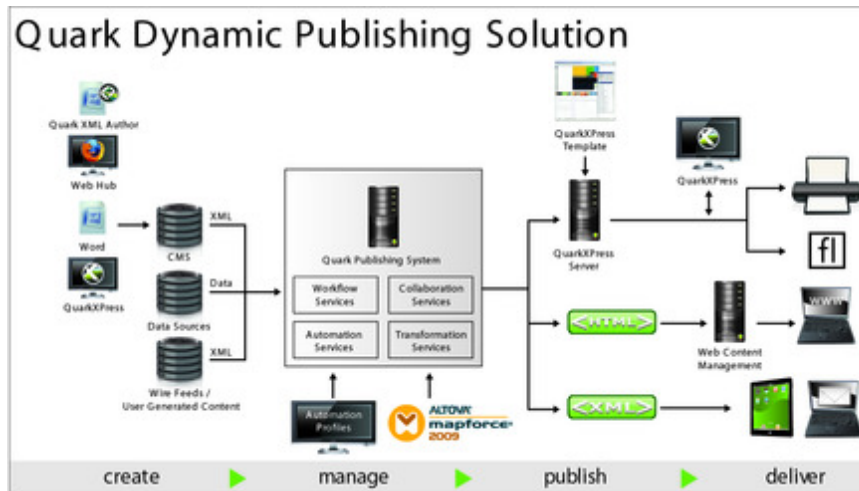 Quark Dynamic Publishing Solution
Quark XML Author
Web Hub
Word
QuarkXPress
XML
CMS
Data
Data Sources
XML
Wire Feeds /
User Generated Content
Quark Publishing System
Workflow
Services
Collaboration
Services
Automation
Services
Transformation
Services
Automation
Profiles
ALTOVA
mapforce
2009
QuarkXPress
Template
QuarkXPress
Server
QuarkXPress
fl
<HTML>
Web Content
Management
WWW
<XML>
create
manage
publish
deliver